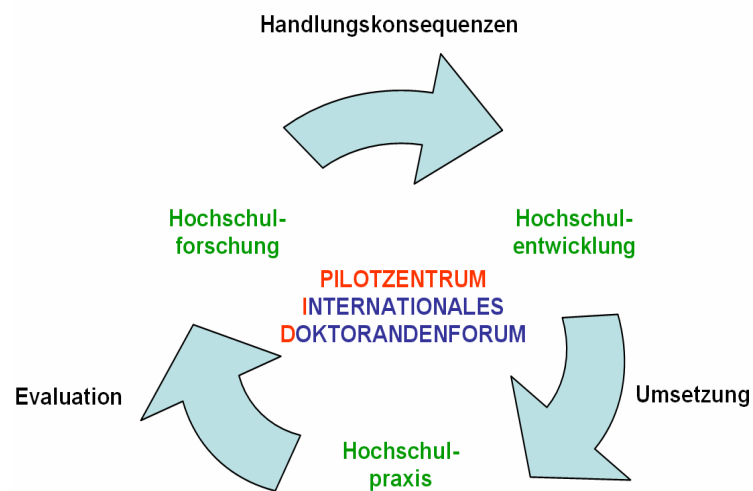 Handlungskonsequenzen
Hochschul-
forschung
Hochschul-
entwicklung
PILOTZENTRUM
INTERNATIONALES
DOKTORANDENFORUM
Evaluation
Umsetzung
Hochschul-
praxis